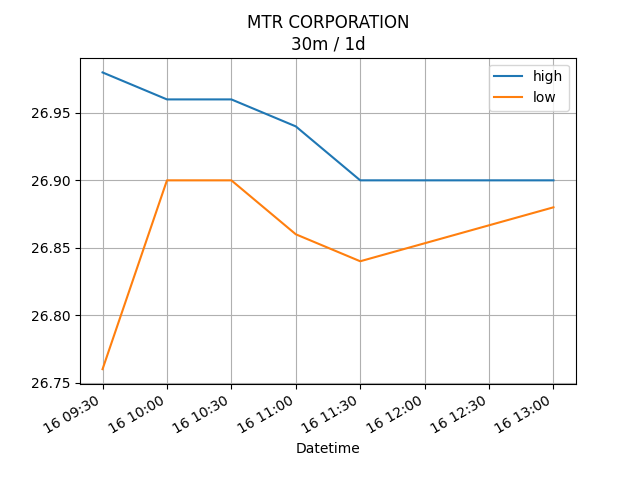 MTR CORPORATION
30m / 1d
high
low
26.95
26.90
26.85
26.80
26.75
16 09:30
16 10:00
16 10:30
16 11:00
16 11:30
16 12:00
16 12:30
16 13:00
Datetime